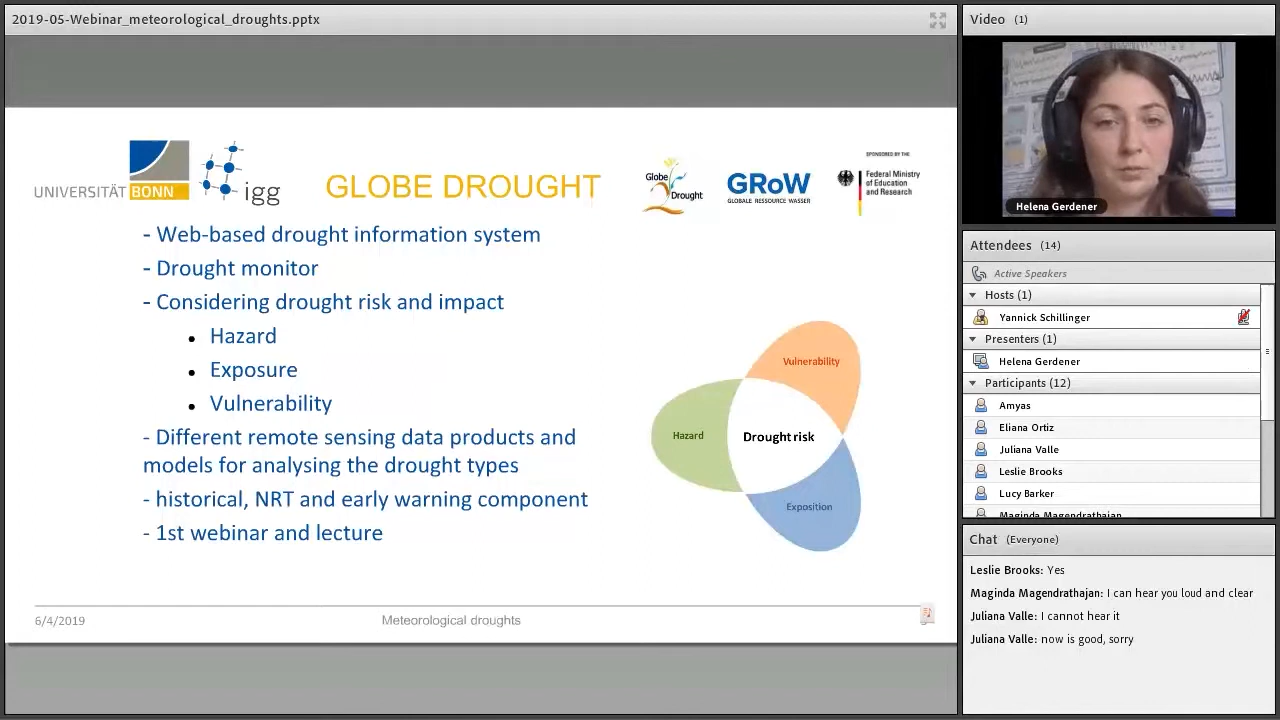 2019-05-Webinar_meteorological_droughts.pptx
UNIVERSITÄT BONN
igg
GLOBE DROUGHT
Globe
Drought
GRoW
GLOBALE RESSOURCE WASSER
SPONSORED BY THE
Federal Ministry
of Education
and Research
- Web-based drought information system
- Drought monitor
- Considering drought risk and impact
• Hazard
• Exposure
• Vulnerability
- Different remote sensing data products and
models for analysing the drought types
- historical, NRT and early warning component
- 1st webinar and lecture
Vulnerability
Hazard
Drought risk
Exposition
6/4/2019
Meteorological droughts
Video (1)
Helena Gerdener
Attendees (14)
Active Speakers
Hosts (1)
Yannick Schillinger
Presenters (1)
Helena Gerdener
Participants (12)
Amyas
Eliana Ortiz
Juliana Valle
Leslie Brooks
Lucy Barker
Maginda Magendrathajan
Chat (Everyone)
Leslie Brooks: Yes
Maginda Magendrathajan: I can hear you loud and clear
Juliana Valle: I cannot hear it
Juliana Valle: now is good, sorry